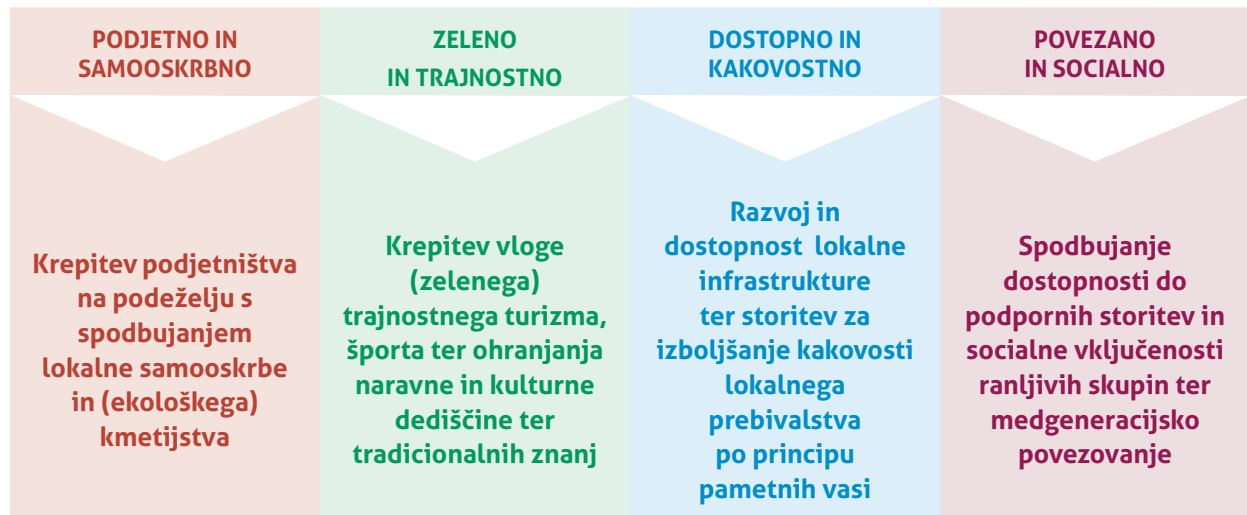 PODJETNO IN
SAMOOSKRBNO
Krepitev podjetništva
na podeželju s
spodbujanjem
lokalne samooskrbe
in (ekološkega)
kmetijstva
ZELENO
IN TRAJNOSTNO
Krepitev vloge
(zelenega)
trajnostnega turizma,
športa ter ohranjanja
naravne in kulturne
dediščine ter
tradicionalnih znanj
DOSTOPNO IN
KAKOVOSTNO
Razvoj in
dostopnost lokalne
infrastrukture
ter storitev za
izboljšanje kakovosti
lokalnega
prebivalstva
po principu
pametnih vasi
POVEZANO
IN SOCIALNO
Spodbujanje
dostopnosti do
podpornih storitev in
socialne vključenosti
ranljivih skupin ter
medgeneracijsko
povezovanje